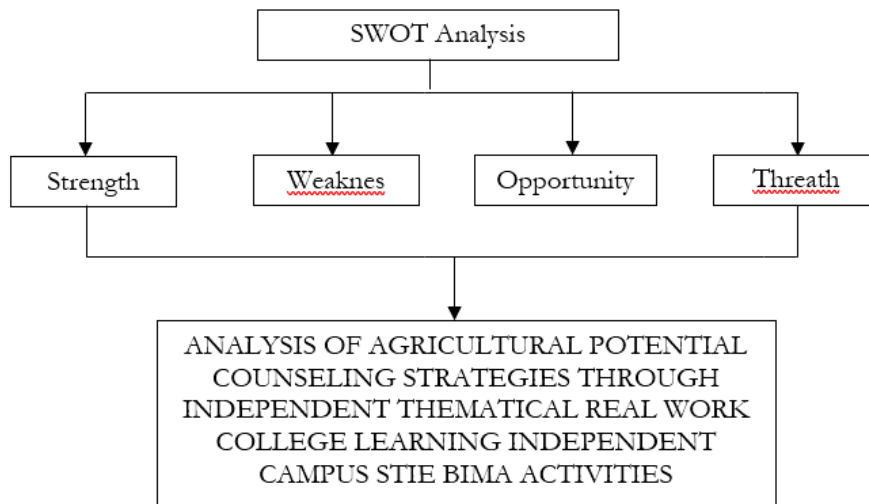 SWOT Analysis
Strength
Weaknes
Opportunity
Threath
ANALYSIS OF AGRICULTURAL POTENTIAL
COUNSELING STRATEGIES THROUGH
INDEPENDENT THEMATICAL REAL WORK
COLLEGE LEARNING INDEPENDENT
CAMPUS STIE BIMA ACTIVITIES